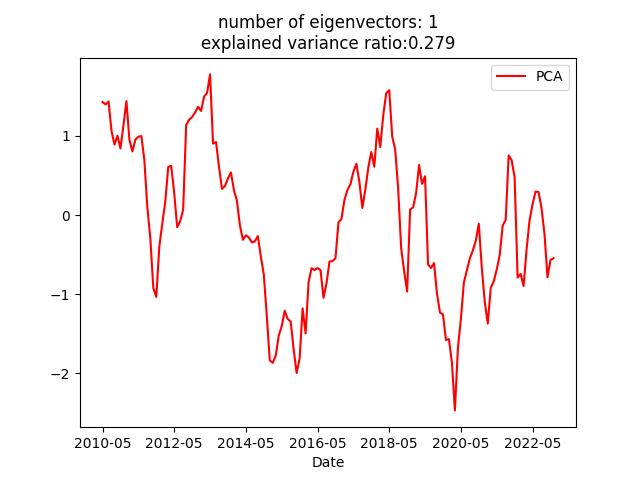 number of eigenvectors: 1
explained variance ratio:0.279
PCA
1
0
−1
−2
2010-05 2012-05 2014-05 2016-05 2018-05 2020-05 2022-05
Date